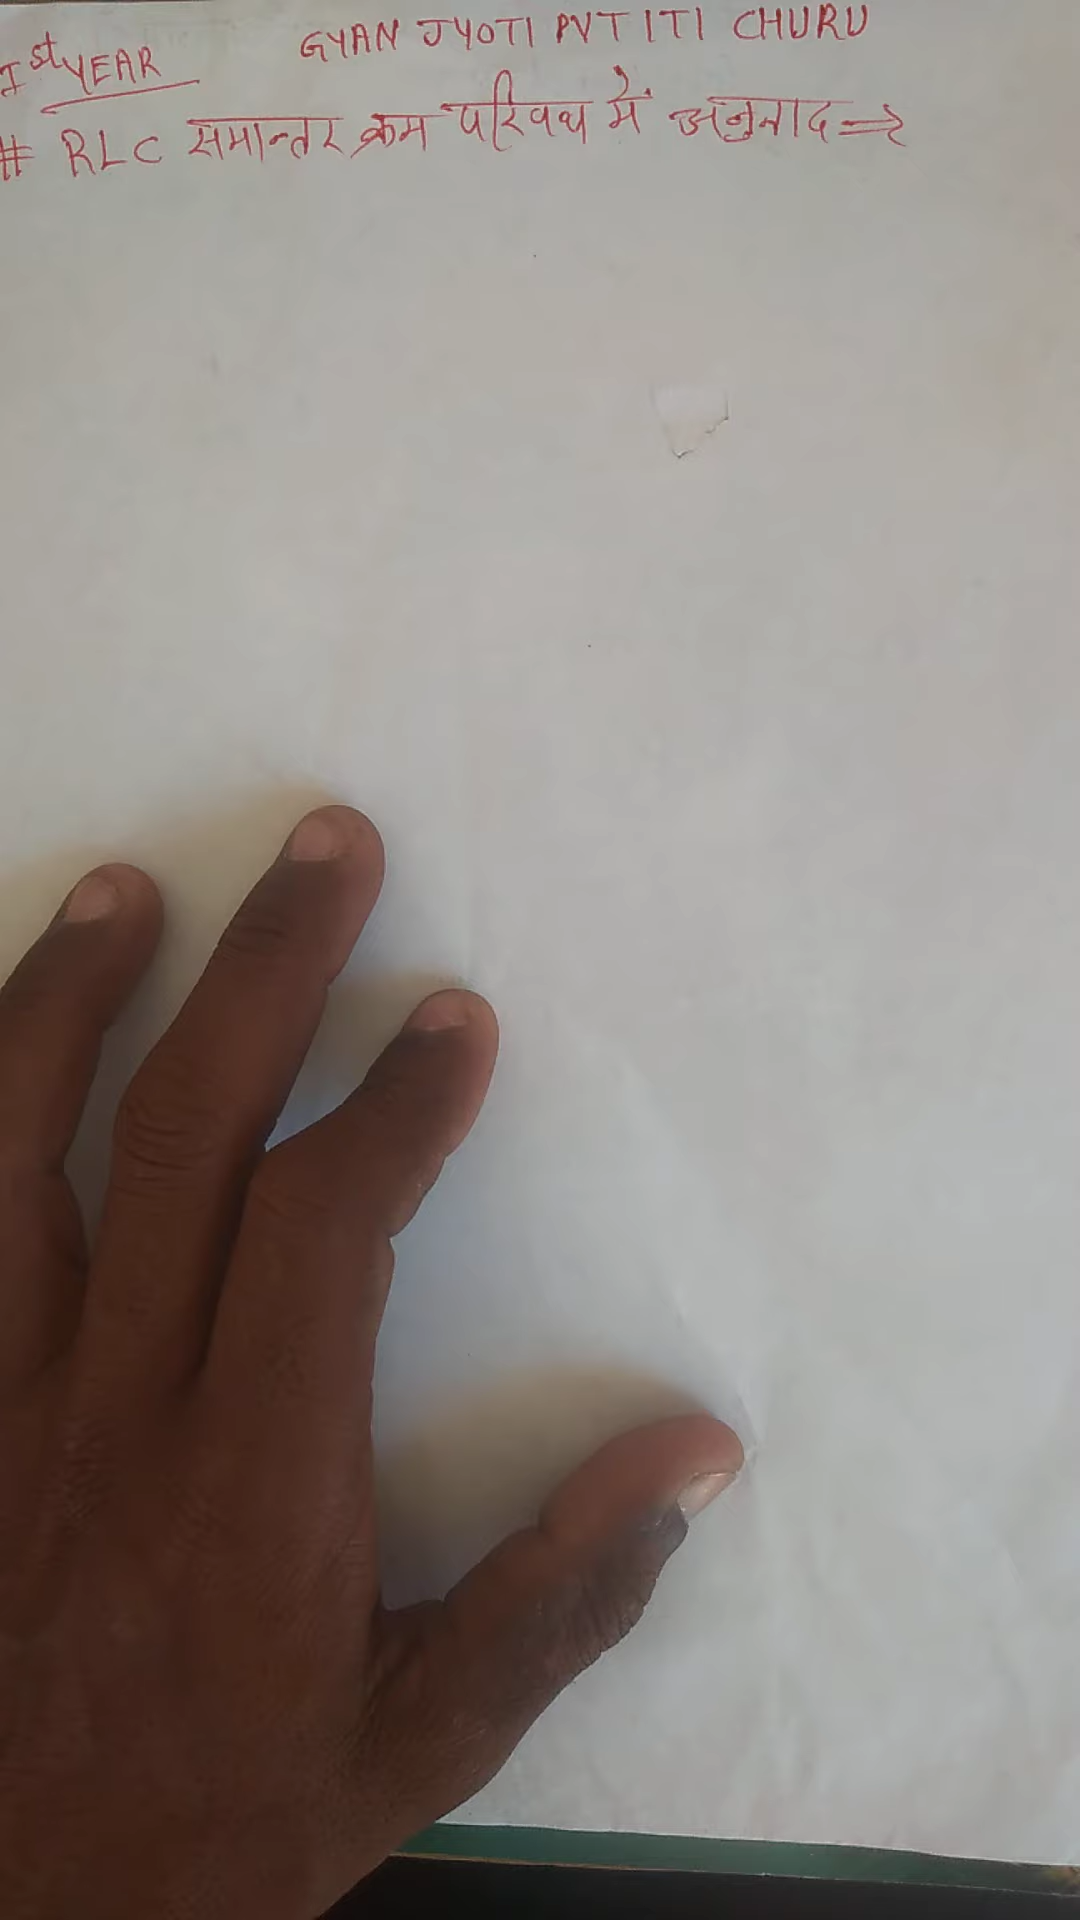 Ist YEAR GYAN JYOTI PVT ITI CHURU
# RLC समान्तर क्रम परिपथ में अनुनाद ⇒